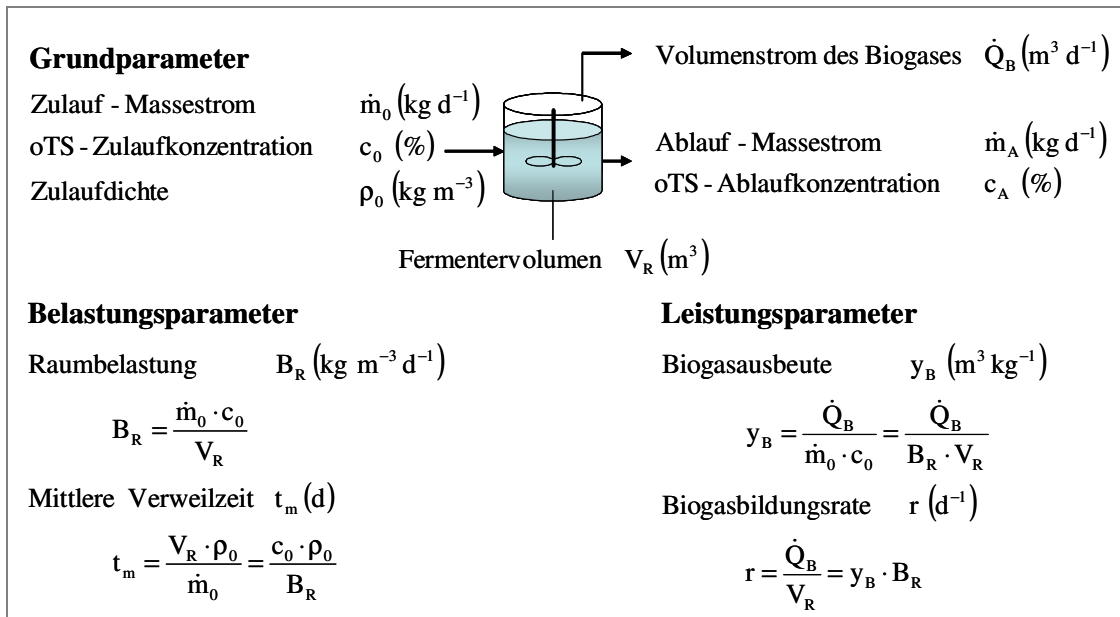 Grundparameter
Zulauf - Massestrom ṁ₀ (kg d⁻¹)
oTS - Zulaufkonzentration c₀ (%)
Zulaufdichte ρ₀ (kg m⁻³)
Volumenstrom des Biogases Q̇_B (m³ d⁻¹)
Ablauf - Massestrom ṁ_A (kg d⁻¹)
oTS - Ablaufkonzentration c_A (%)
Fermentervolumen V_R (m³)
Belastungsparameter
Raumbelastung B_R (kg m⁻³ d⁻¹)
B_R = (ṁ₀ · c₀) / V_R
Mittlere Verweilzeit t_m (d)
t_m = (V_R · ρ₀) / ṁ₀ = (c₀ · ρ₀) / B_R
Leistungsparameter
Biogasausbeute y_B (m³ kg⁻¹)
y_B = Q̇_B / (ṁ₀ · c₀) = Q̇_B / (B_R · V_R)
Biogasbildungsrate r (d⁻¹)
r = Q̇_B / V_R = y_B · B_R